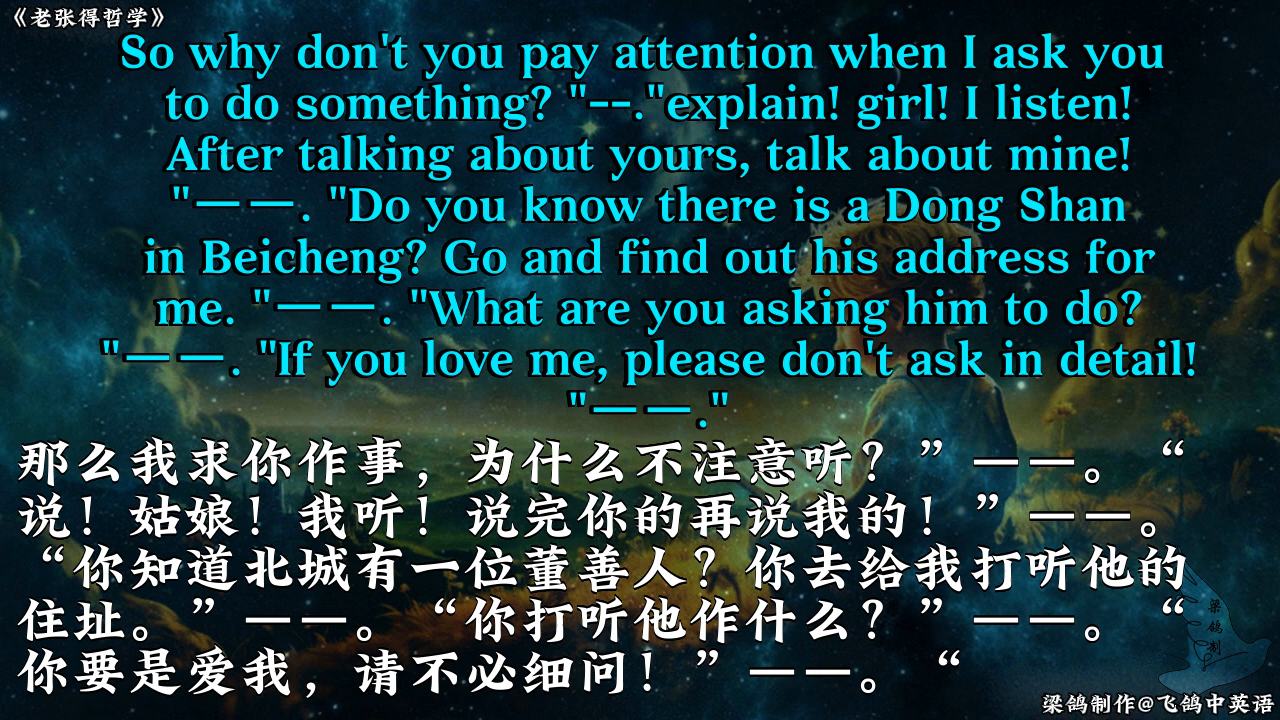 《老张得哲学》
So why don't you pay attention when I ask you
to do something? "--."explain! girl! I listen!
After talking about yours, talk about mine!
"——. "Do you know there is a Dong Shan
in Beicheng? Go and find out his address for
me. "——. "What are you asking him to do?
"——. "If you love me, please don't ask in detail!
"——."
那么我求你作事，为什么不注意听？”——。“
说！姑娘！我听！说完你的再说我的！”——。
“你知道北城有一位董善人？你去给我打听他的
住址。”——。“你打听他作什么？”——。“
你要是爱我，请不必细问！”——。“
梁
鸽
制
梁鸽制作@飞鸽中英语